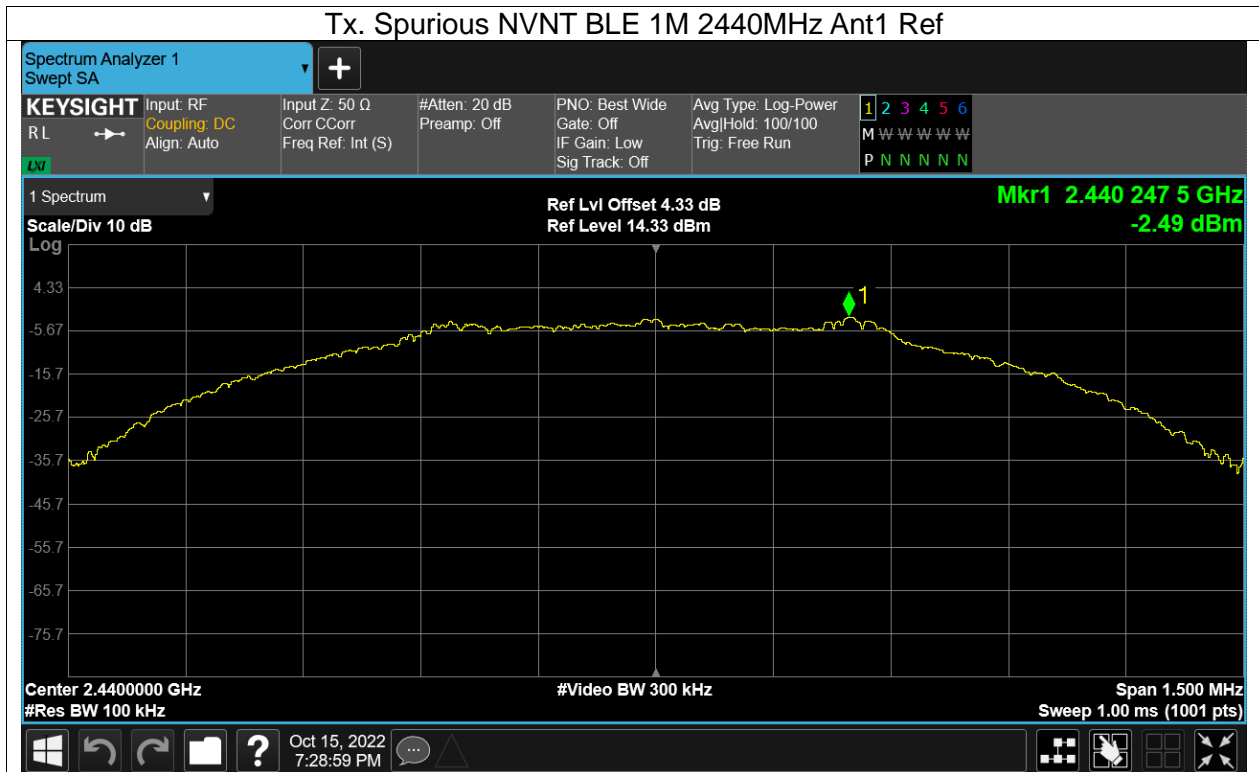 Tx. Spurious NVNT BLE 1M 2440MHz Ant1 Ref
Spectrum Analyzer 1
Swept SA
KEYSIGHT
R L
LXI
Input: RF
Coupling: DC
Align: Auto
Input Z: 50 Ω
Corr CCorr
Freq Ref: Int (S)
#Atten: 20 dB
Preamp: Off
PNO: Best Wide
Gate: Off
IF Gain: Low
Sig Track: Off
Avg Type: Log-Power
Avg|Hold: 100/100
Trig: Free Run
1 2 3 4 5 6
M W W W W W W
P N N N N N N
1 Spectrum
Scale/Div 10 dB
Ref Lvl Offset 4.33 dB
Ref Level 14.33 dBm
Mkr1 2.440 247 5 GHz
-2.49 dBm
Log
4.33
-5.67
-15.7
-25.7
-35.7
-45.7
-55.7
-65.7
-75.7
1
Center 2.4400000 GHz
#Res BW 100 kHz
#Video BW 300 kHz
Span 1.500 MHz
Sweep 1.00 ms (1001 pts)
?
Oct 15, 2022
7:28:59 PM